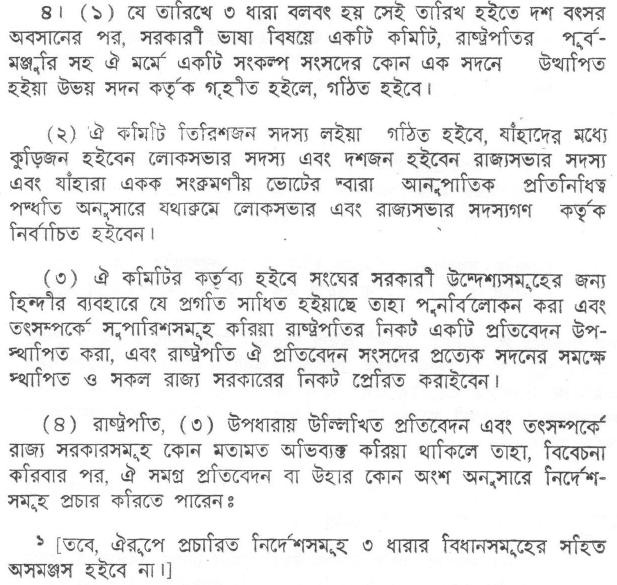 ৪। (১) যে তারিখে ৩ ধারা বলবৎ হয় সেই তারিখ হইতে দশ বৎসর
অবসানের পর, সরকারী ভাষা বিষয়ে একটি কমিটি, রাষ্ট্রপতির পূর্ব-
মঞ্জুরি সহ ঐ মর্মে একটি সংকল্প সংসদের কোন এক সদনে উত্থাপিত
হইয়া উভয় সদন কর্তৃক গৃহীত হইলে, গঠিত হইবে।
(২) ঐ কমিটি তিরিশজন সদস্য লইয়া গঠিত হইবে, যাঁহাদের মধ্যে
কুড়িজন হইবেন লোকসভার সদস্য এবং দশজন হইবেন রাজ্যসভার সদস্য
এবং যাঁহারা একক সংক্রমণীয় ভোটের দ্বারা আনুপাতিক প্রতিনিধিত্ব
পদ্ধতি অনুসারে যথাক্রমে লোকসভার এবং রাজ্যসভার সদস্যগণ কর্তৃক
নির্বাচিত হইবেন।
(৩) ঐ কমিটির কর্তব্য হইবে সংঘের সরকারী উদ্দেশ্যসমূহের জন্য
হিন্দীর ব্যবহারে যে প্রগতি সাধিত হইয়াছে তাহা পুনর্বিলোকন করা এবং
তৎসম্পর্কে সুপারিশসমূহ করিয়া রাষ্ট্রপতির নিকট একটি প্রতিবেদন উপ-
স্থাপিত করা, এবং রাষ্ট্রপতি ঐ প্রতিবেদন সংসদের প্রত্যেক সদনের সমক্ষে
স্থাপিত ও সকল রাজ্য সরকারের নিকট প্রেরিত করাইবেন।
(৪) রাষ্ট্রপতি, (৩) উপধারায় উল্লিখিত প্রতিবেদন এবং তৎসম্পর্কে
রাজ্য সরকারসমূহ কোন মতামত অভিব্যক্ত করিয়া থাকিলে তাহা, বিবেচনা
করিবার পর, ঐ সমগ্র প্রতিবেদন বা উহার কোন অংশ অনুসারে নির্দেশ-
সমূহ প্রচার করিতে পারেনঃ
১ [তবে, ঐরূপে প্রচারিত নির্দেশসমূহ ৩ ধারার বিধানসমূহের সহিত
অসমঞ্জস হইবে না।]